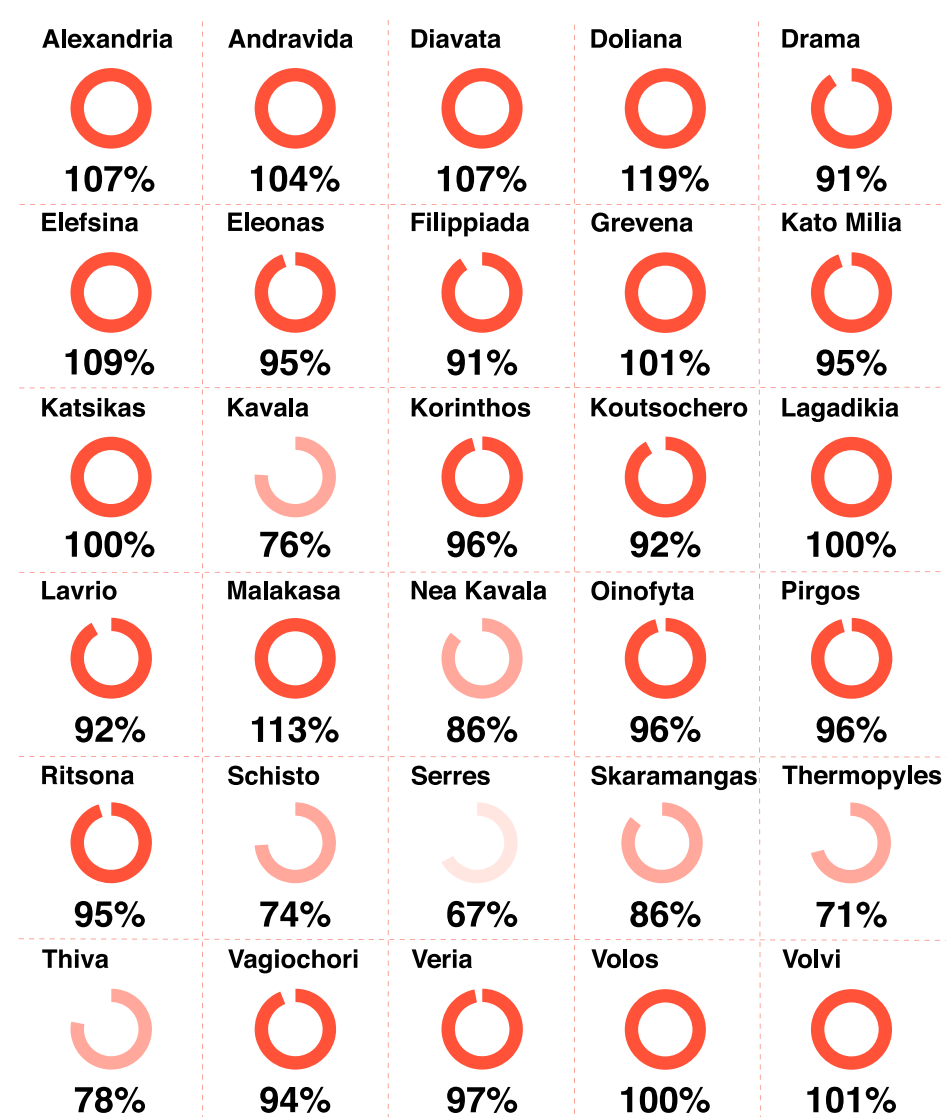 Alexandria Andravida Diavata Doliana Drama
107% 104% 107% 119% 91%
Elefsina Eleonas Filippiada Grevena Kato Milia
109% 95% 91% 101% 95%
Katsikas Kavala Korinthos Koutsochero Lagadikia
100% 76% 96% 92% 100%
Lavrio Malakasa Nea Kavala Oinofyta Pirgos
92% 113% 86% 96% 96%
Ritsona Schisto Serres Skaramangas Thermopyles
95% 74% 67% 86% 71%
Thiva Vagiochori Veria Volos Volvi
78% 94% 97% 100% 101%